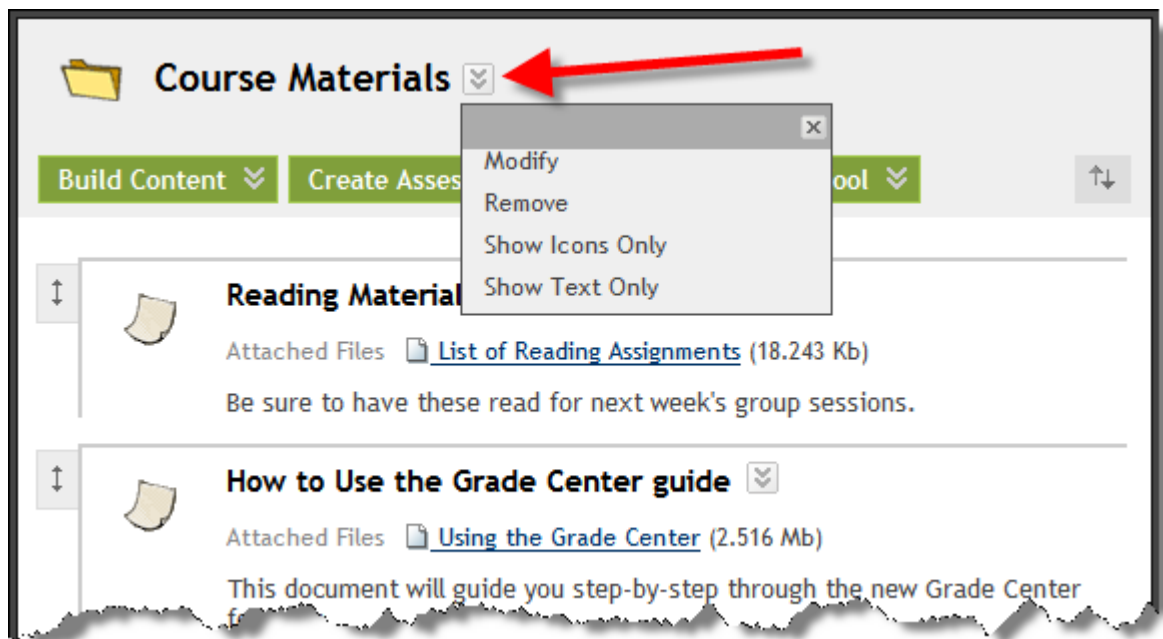 Course Materials
Modify
Build Content Create ool
Remove
Show Icons Only
Show Text Only
Reading
Attached Files List of Reading Assignments (18.243 Kb)
Be sure to have these read for next week's group sessions.
How to Use the Grade Center guide
Attached Files Using the Grade Center (2.516 Mb)
This document will guide you step-by-step through the new Grade Center